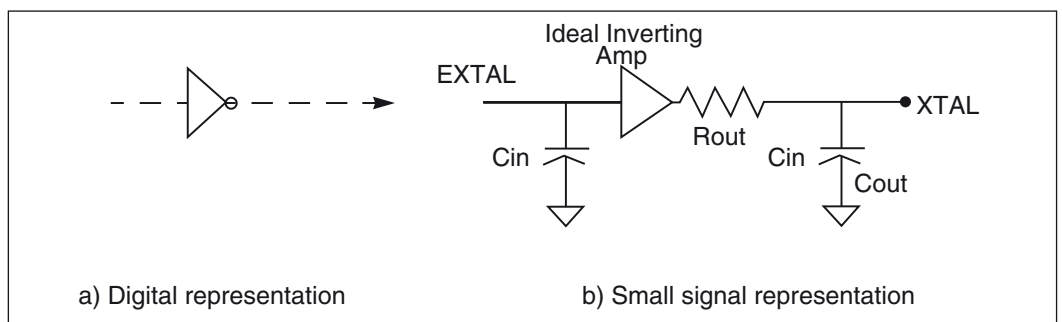 Ideal Inverting
Amp
EXTAL
XTAL
Rout
Cin
Cin
Cout
a) Digital representation
b) Small signal representation